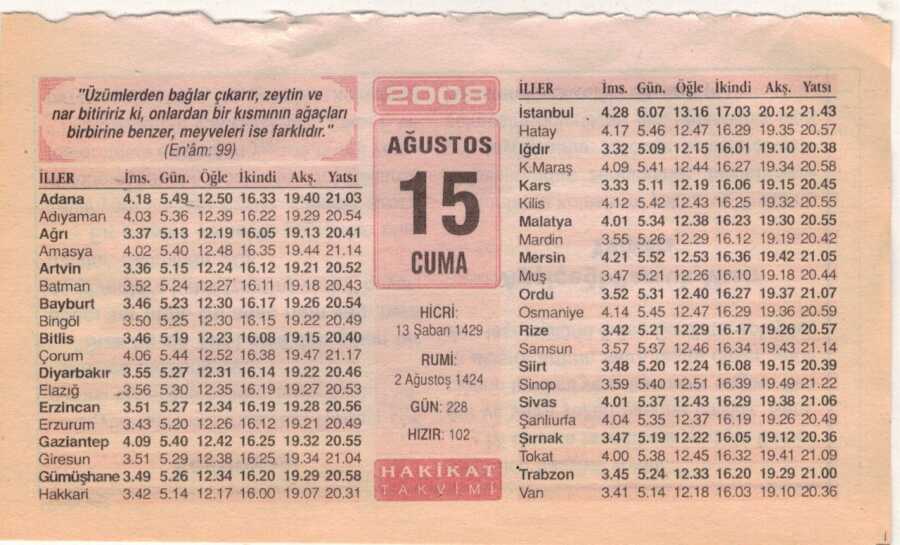 "Üzümlerden bağlar çıkarır, zeytin ve
nar bitiririz ki, onlardan bir kısmının ağaçları
birbirine benzer, meyveleri ise farklıdır."
(En'âm: 99)
İLLER İms. Gün. Öğle İkindi Akş. Yatsı
Adana 4.18 5.49 12.50 16.33 19.40 21.03
Adıyaman 4.03 5.36 12.39 16.22 19.29 20.54
Ağrı 3.37 5.13 12.19 16.05 19.13 20.41
Amasya 4.02 5.40 12.48 16.35 19.44 21.14
Artvin 3.36 5.15 12.24 16.12 19.21 20.52
Batman 3.52 5.24 12.27 16.11 19.18 20.43
Bayburt 3.46 5.23 12.30 16.17 19.26 20.54
Bingöl 3.50 5.25 12.30 16.15 19.22 20.49
Bitlis 3.46 5.19 12.23 16.08 19.15 20.40
Çorum 4.06 5.44 12.52 16.38 19.47 21.17
Diyarbakır 3.55 5.27 12.31 16.14 19.22 20.46
Elazığ 3.56 5.30 12.35 16.19 19.27 20.53
Erzincan 3.51 5.27 12.34 16.19 19.28 20.56
Erzurum 3.43 5.20 12.26 16.12 19.21 20.49
Gaziantep 4.09 5.40 12.42 16.25 19.32 20.55
Giresun 3.51 5.29 12.38 16.25 19.34 21.04
Gümüşhane 3.49 5.26 12.34 16.20 19.29 20.58
Hakkari 3.42 5.14 12.17 16.00 19.07 20.31
2008
AĞUSTOS
15
CUMA
HİCRİ:
13 Şaban 1429
RUMİ:
2 Ağustoş 1424
GÜN: 228
HIZIR: 102
HAKİKAT
TAKVİMİ
İLLER İms. Gün. Öğle İkindi Akş. Yatsı
İstanbul 4.28 6.07 13.16 17.03 20.12 21.43
Hatay 4.17 5.46 12.47 16.29 19.35 20.57
Iğdır 3.32 5.09 12.15 16.01 19.10 20.38
K.Maraş 4.09 5.41 12.44 16.27 19.34 20.58
Kars 3.33 5.11 12.19 16.06 19.15 20.45
Kilis 4.12 5.42 12.43 16.25 19.32 20.55
Malatya 4.01 5.34 12.38 16.23 19.30 20.55
Mardin 3.55 5.26 12.29 16.12 19.19 20.42
Mersin 4.21 5.52 12.53 16.36 19.42 21.05
Muş 3.47 5.21 12.26 16.10 19.18 20.44
Ordu 3.52 5.31 12.40 16.27 19.37 21.07
Osmaniye 4.14 5.45 12.47 16.29 19.36 20.59
Rize 3.42 5.21 12.29 16.17 19.26 20.57
Samsun 3.57 5.37 12.46 16.34 19.43 21.14
Siirt 3.48 5.20 12.24 16.08 19.15 20.39
Sinop 3.59 5.40 12.51 16.39 19.49 21.22
Sivas 4.01 5.37 12.43 16.29 19.38 21.06
Şanlıurfa 4.04 5.35 12.37 16.19 19.26 20.49
Şırnak 3.47 5.19 12.22 16.05 19.12 20.36
Tokat 4.00 5.38 12.45 16.32 19.41 21.09
Trabzon 3.45 5.24 12.33 16.20 19.29 21.00
Van 3.41 5.14 12.18 16.03 19.10 20.36